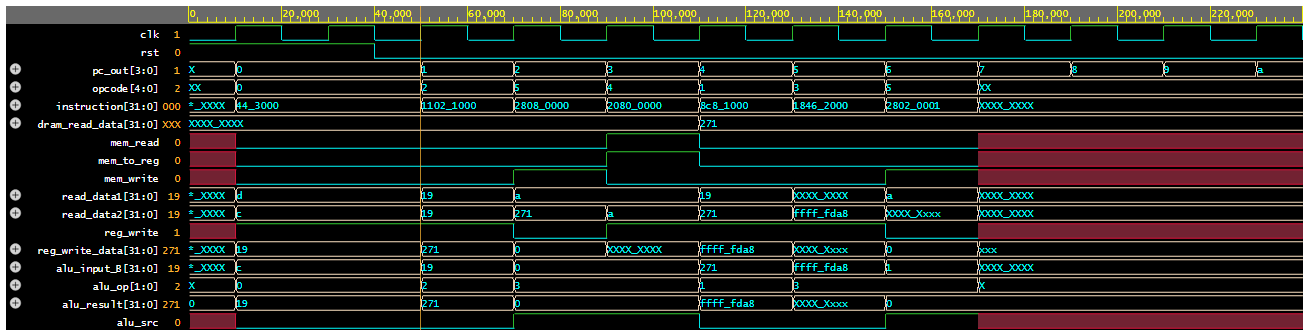 0 20,000 40,000 60,000 80,000 100,000 120,000 140,000 160,000 180,000 200,000 220,000
clk 1
rst 0
pc_out[3:0] 1 X 0 1 2 3 4 5 6 7 8 9 a
opcode[4:0] 2 XX 0 2 5 4 1 3 5 XX
instruction[31:0] 000 *_XXXX 44_3000 1102_1000 2808_0000 2080_0000 8c8_1000 1846_2000 2802_0001 XXXX_XXXX
dram_read_data[31:0] XXX XXXX_XXXX 271
mem_read 0
mem_to_reg 0
mem_write 0
read_data1[31:0] 19 *_XXXX d 19 a 19 XXXX_XXXX a XXXX_XXXX
read_data2[31:0] 19 *_XXXX c 19 271 a 271 ffff_fda8 XXXX_Xxxx XXXX_XXXX
reg_write 1
reg_write_data[31:0] 271 *_XXXX 19 271 0 XXXX_XXXX ffff_fda8 XXXX_Xxxx 0 xxx
alu_input_B[31:0] 19 *_XXXX c 19 0 271 ffff_fda8 1 XXXX_XXXX
alu_op[1:0] 2 X 0 2 3 1 3 X
alu_result[31:0] 271 0 19 271 0 ffff_fda8 XXXX_Xxxx 0
alu_src 0